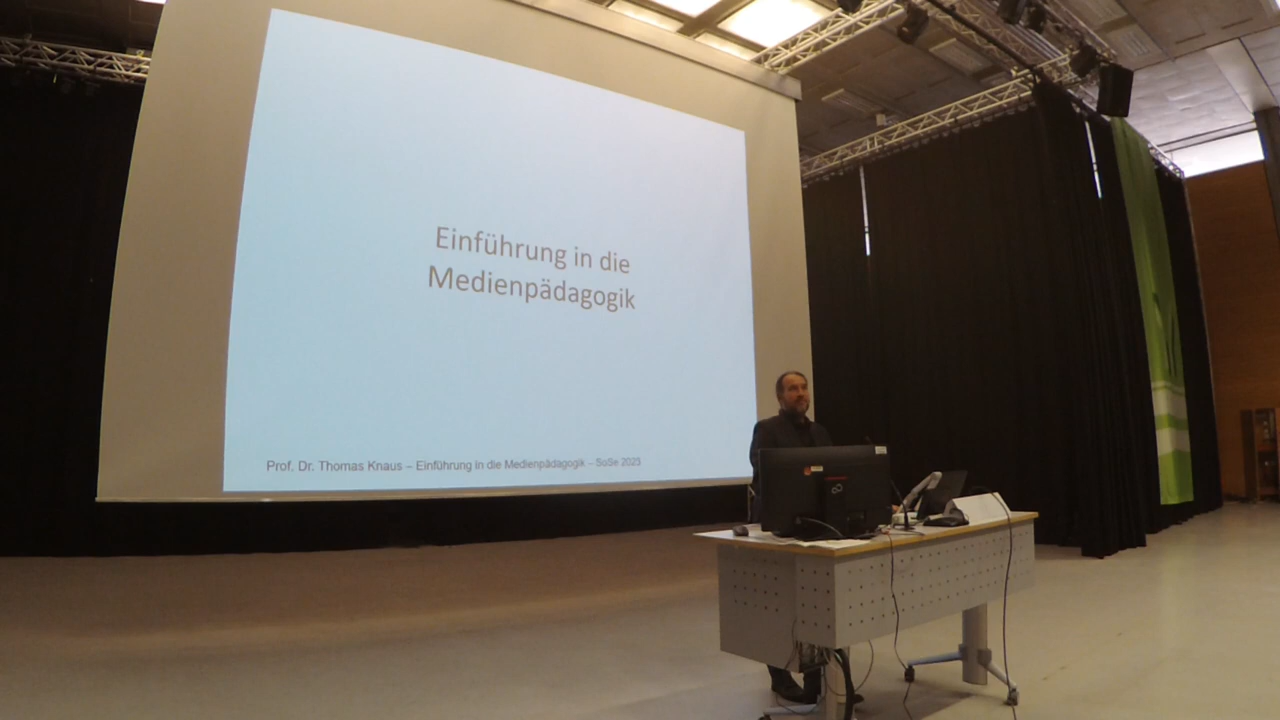 Einführung in die
Medienpädagogik
Prof. Dr. Thomas Knaus – Einführung in die Medienpädagogik – SoSe 2023